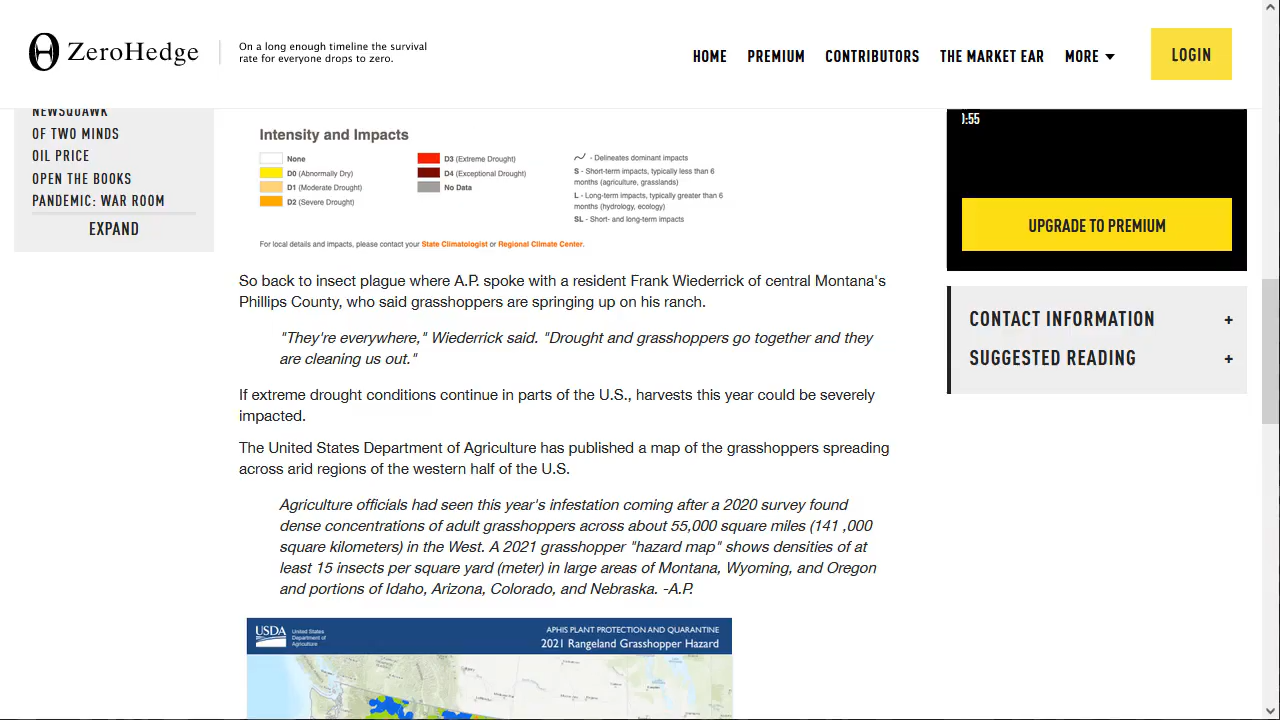 ZeroHedge
On a long enough timeline the survival
rate for everyone drops to zero.
HOME PREMIUM CONTRIBUTORS THE MARKET EAR MORE
LOGIN
NEWSQUAWK
OF TWO MINDS
OIL PRICE
OPEN THE BOOKS
PANDEMIC: WAR ROOM
EXPAND
Intensity and Impacts
None
D0 (Abnormally Dry)
D1 (Moderate Drought)
D2 (Severe Drought)
D3 (Extreme Drought)
D4 (Exceptional Drought)
No Data
- Delineates dominant impacts
S - Short-term impacts, typically less than 6
months (agriculture, grasslands)
L - Long-term impacts, typically greater than 6
months (hydrology, ecology)
SL - Short- and long-term impacts
For local details and impacts, please contact your State Climatologist or Regional Climate Center.
So back to insect plague where A.P. spoke with a resident Frank Wiederrick of central Montana's
Phillips County, who said grasshoppers are springing up on his ranch.
"They're everywhere," Wiederrick said. "Drought and grasshoppers go together and they
are cleaning us out."
If extreme drought conditions continue in parts of the U.S., harvests this year could be severely
impacted.
The United States Department of Agriculture has published a map of the grasshoppers spreading
across arid regions of the western half of the U.S.
Agriculture officials had seen this year's infestation coming after a 2020 survey found
dense concentrations of adult grasshoppers across about 55,000 square miles (141 ,000
square kilometers) in the West. A 2021 grasshopper "hazard map" shows densities of at
least 15 insects per square yard (meter) in large areas of Montana, Wyoming, and Oregon
and portions of Idaho, Arizona, Colorado, and Nebraska. -A.P.
USDA
United States
Department of
Agriculture
APHIS PLANT PROTECTION AND QUARANTINE
2021 Rangeland Grasshopper Hazard
:55
UPGRADE TO PREMIUM
CONTACT INFORMATION +
SUGGESTED READING +